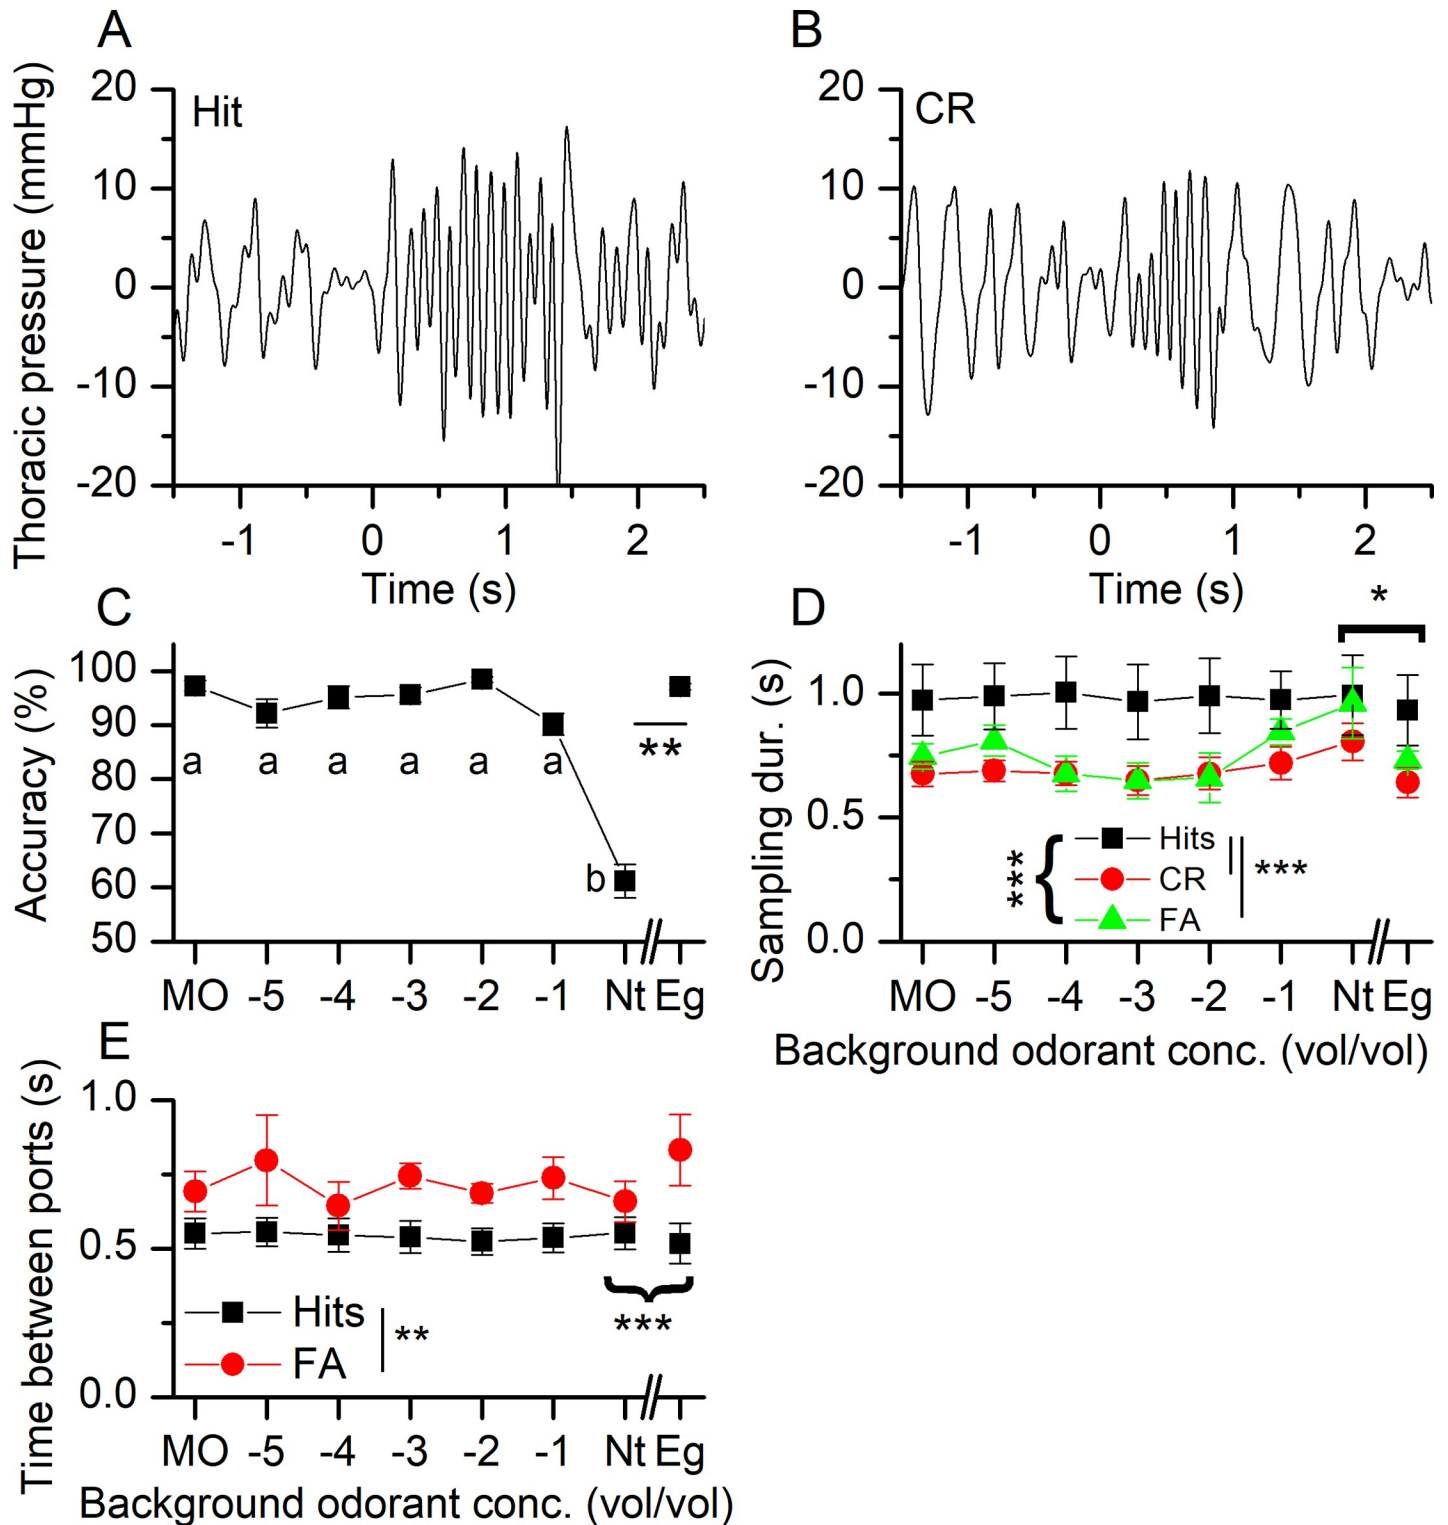 A
Thoracic pressure (mmHg)
20
10
0
-10
-20
Hit
-1
0
1
2
Time (s)
B
20
10
0
-10
-20
CR
-1
0
1
2
Time (s)
C
Accuracy (%)
100
90
80
70
60
50
a
a
a
a
a
a
b
**
MO
-5
-4
-3
-2
-1
Nt
Eg
D
Sampling dur. (s)
1.0
0.5
0.0
*
***
Hits
CR
FA
***
MO
-5
-4
-3
-2
-1
Nt
Eg
Background odorant conc. (vol/vol)
E
Time between ports (s)
1.0
0.5
0.0
Hits
FA
**
***
MO
-5
-4
-3
-2
-1
Nt
Eg
Background odorant conc. (vol/vol)